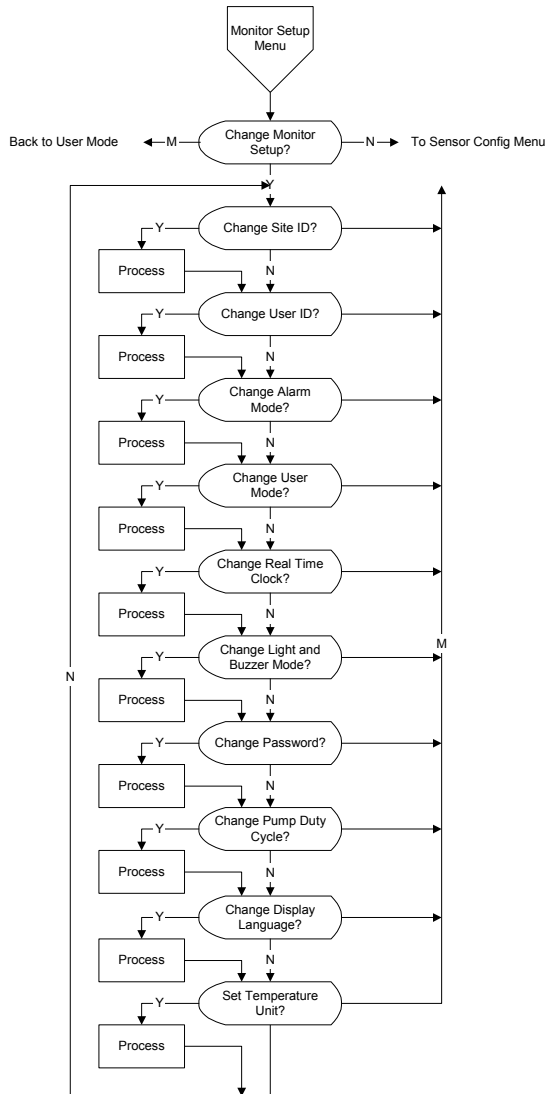 Monitor Setup
Menu
Back to User Mode
M
Change Monitor
Setup?
N
To Sensor Config Menu
Y
Change Site ID?
Y
Process
N
Change User ID?
Y
Process
N
Change Alarm
Mode?
Y
Process
N
Change User
Mode?
Y
Process
N
Change Real Time
Clock?
Y
Process
N
Change Light and
Buzzer Mode?
Y
M
N
Process
N
Change Password?
Y
Process
N
Change Pump Duty
Cycle?
Y
Process
N
Change Display
Language?
Y
Process
N
Set Temperature
Unit?
Y
Process